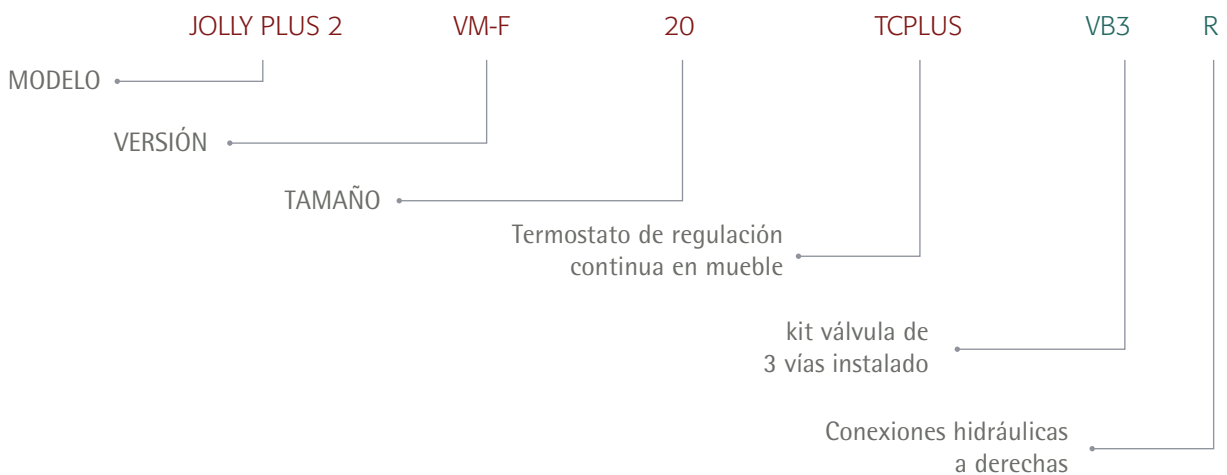 JOLLY PLUS 2 VM-F 20 TCPLUS VB3 R
MODELO
VERSIÓN
TAMAÑO
Termostato de regulación
continua en mueble
kit válvula de
3 vías instalado
Conexiones hidráulicas
a derechas